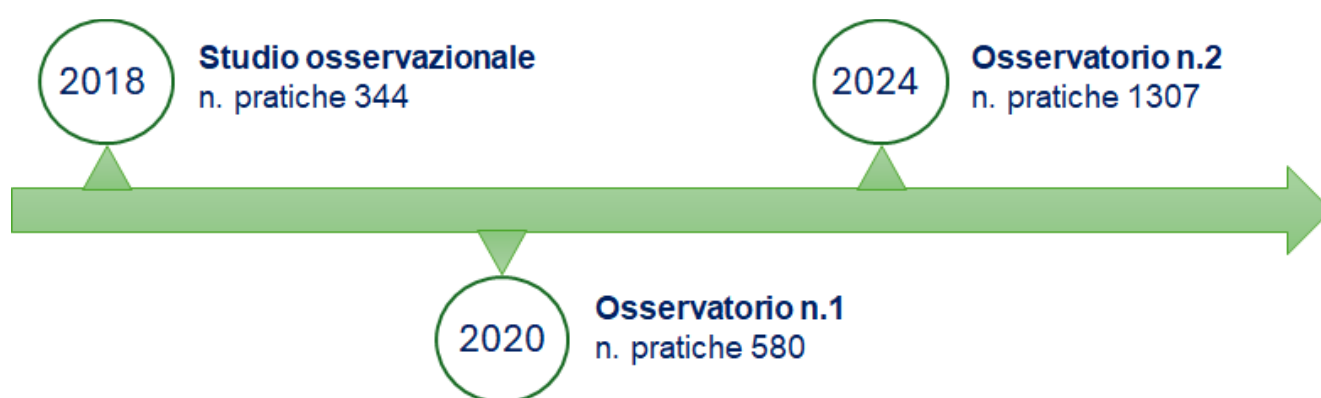 2018
Studio osservazionale
n. pratiche 344
2024
Osservatorio n.2
n. pratiche 1307
2020
Osservatorio n.1
n. pratiche 580